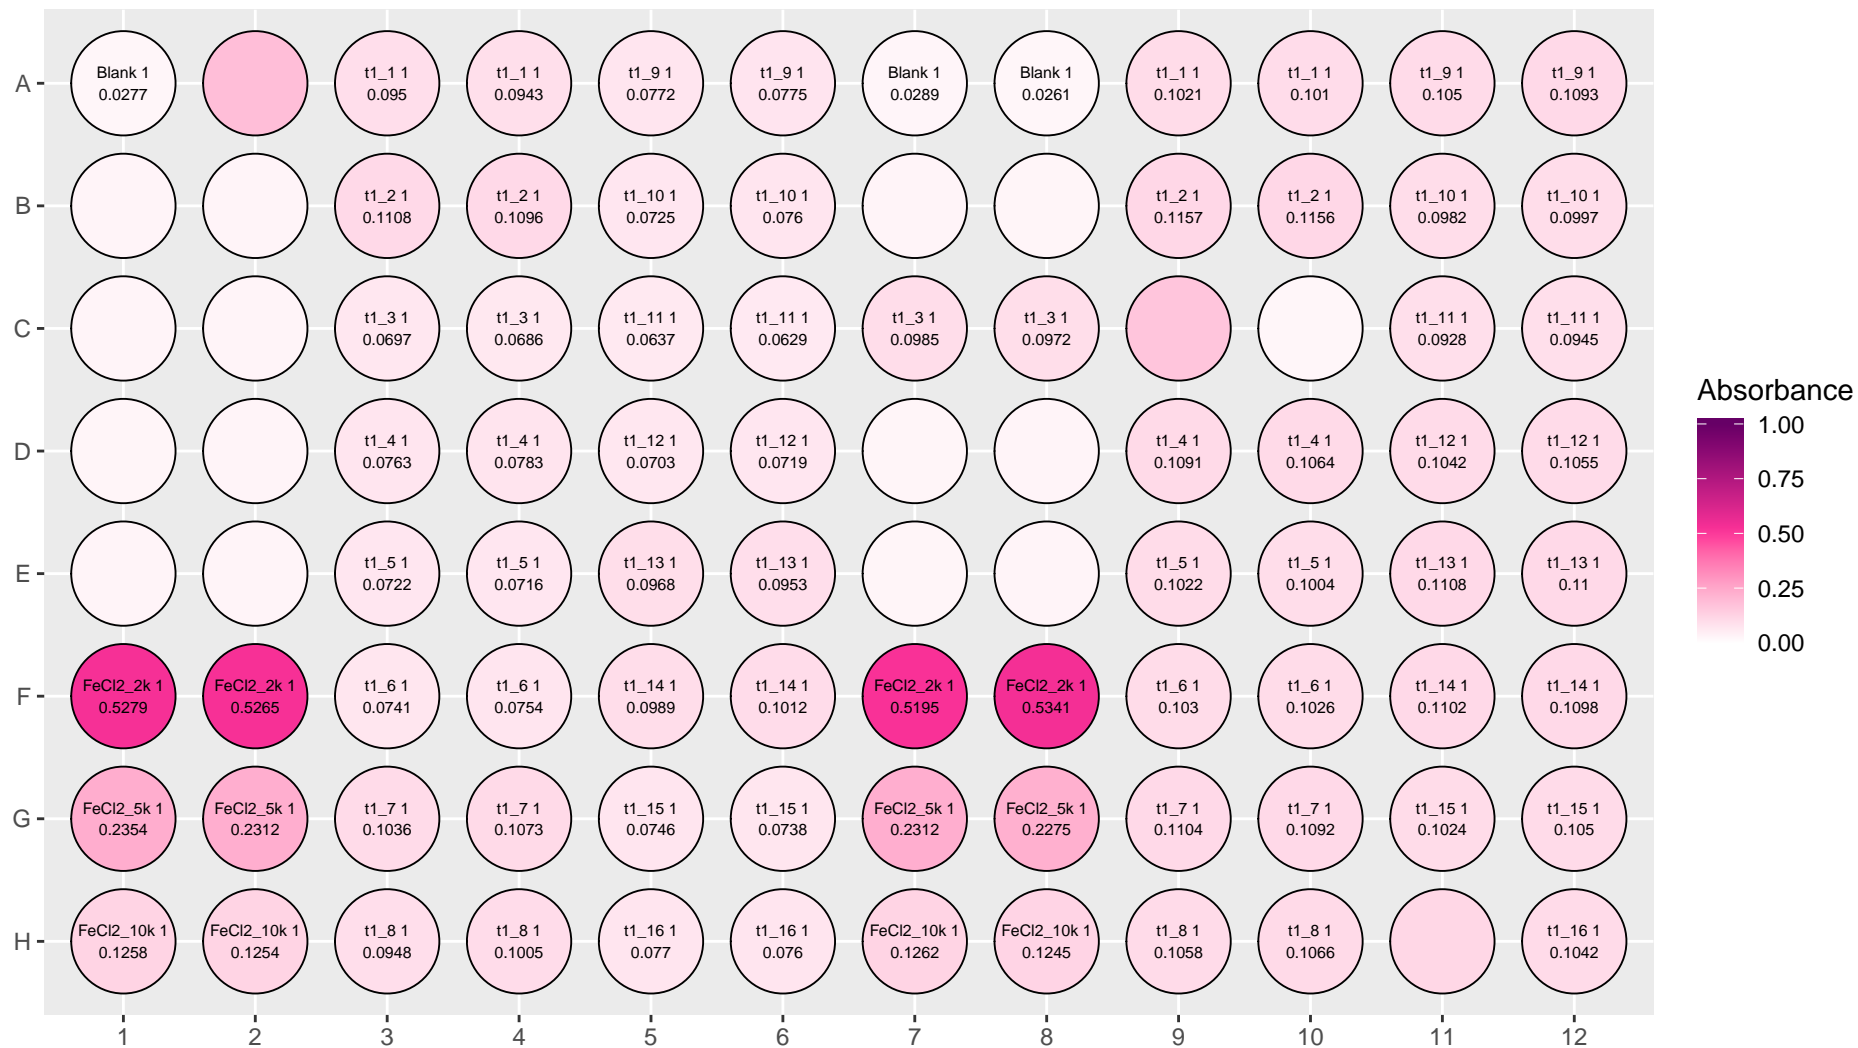 A
Blank 1
0.0277
t1_1 1
0.095
t1_1 1
0.0943
t1_9 1
0.0772
t1_9 1
0.0775
Blank 1
0.0289
Blank 1
0.0261
t1_1 1
0.1021
t1_1 1
0.101
t1_9 1
0.105
t1_9 1
0.1093
B
t1_2 1
0.1108
t1_2 1
0.1096
t1_10 1
0.0725
t1_10 1
0.076
t1_2 1
0.1157
t1_2 1
0.1156
t1_10 1
0.0982
t1_10 1
0.0997
C
t1_3 1
0.0697
t1_3 1
0.0686
t1_11 1
0.0637
t1_11 1
0.0629
t1_3 1
0.0985
t1_3 1
0.0972
t1_11 1
0.0928
t1_11 1
0.0945
D
t1_4 1
0.0763
t1_4 1
0.0783
t1_12 1
0.0703
t1_12 1
0.0719
t1_4 1
0.1091
t1_4 1
0.1064
t1_12 1
0.1042
t1_12 1
0.1055
E
t1_5 1
0.0722
t1_5 1
0.0716
t1_13 1
0.0968
t1_13 1
0.0953
t1_5 1
0.1022
t1_5 1
0.1004
t1_13 1
0.1108
t1_13 1
0.11
F
FeCl2_2k 1
0.5279
FeCl2_2k 1
0.5265
t1_6 1
0.0741
t1_6 1
0.0754
t1_14 1
0.0989
t1_14 1
0.1012
FeCl2_2k 1
0.5195
FeCl2_2k 1
0.5341
t1_6 1
0.103
t1_6 1
0.1026
t1_14 1
0.1102
t1_14 1
0.1098
G
FeCl2_5k 1
0.2354
FeCl2_5k 1
0.2312
t1_7 1
0.1036
t1_7 1
0.1073
t1_15 1
0.0746
t1_15 1
0.0738
FeCl2_5k 1
0.2312
FeCl2_5k 1
0.2275
t1_7 1
0.1104
t1_7 1
0.1092
t1_15 1
0.1024
t1_15 1
0.105
H
FeCl2_10k 1
0.1258
FeCl2_10k 1
0.1254
t1_8 1
0.0948
t1_8 1
0.1005
t1_16 1
0.077
t1_16 1
0.076
FeCl2_10k 1
0.1262
FeCl2_10k 1
0.1245
t1_8 1
0.1058
t1_8 1
0.1066
t1_16 1
0.1042
1 2 3 4 5 6 7 8 9 10 11 12
Absorbance
1.00
0.75
0.50
0.25
0.00